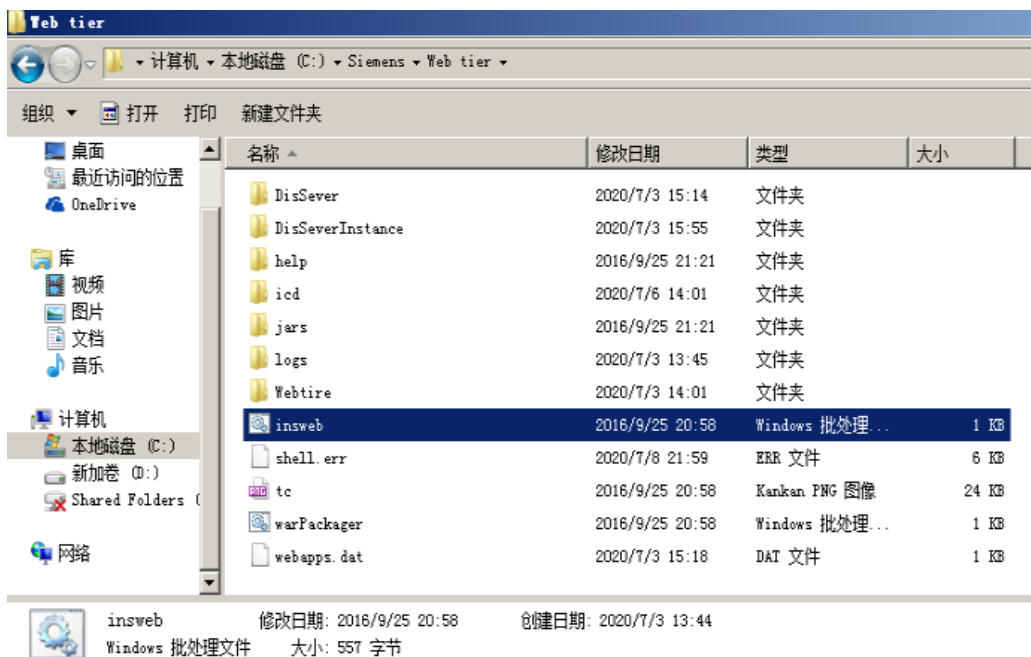 Web tier
计算机 本地磁盘 (C:) Siemens Web tier
组织 打开 打印 新建文件夹
桌面
最近访问的位置
OneDrive
库
视频
图片
文档
音乐
计算机
本地磁盘 (C:)
新加卷 (D:)
Shared Folders (
网络
名称 修改日期 类型 大小
DisSever 2020/7/3 15:14 文件夹
DisSeverInstance 2020/7/3 15:55 文件夹
help 2016/9/25 21:21 文件夹
icd 2020/7/6 14:01 文件夹
jars 2016/9/25 21:21 文件夹
logs 2020/7/3 13:45 文件夹
Webtire 2020/7/3 14:01 文件夹
insweb 2016/9/25 20:58 Windows 批处理... 1 KB
shell.err 2020/7/8 21:59 ERR 文件 6 KB
tc 2016/9/25 20:58 Kankan PNG 图像 24 KB
warPackager 2016/9/25 20:58 Windows 批处理... 1 KB
webapps.dat 2020/7/3 15:18 DAT 文件 1 KB
insweb 修改日期: 2016/9/25 20:58 创建日期: 2020/7/3 13:44
Windows 批处理文件 大小: 557 字节